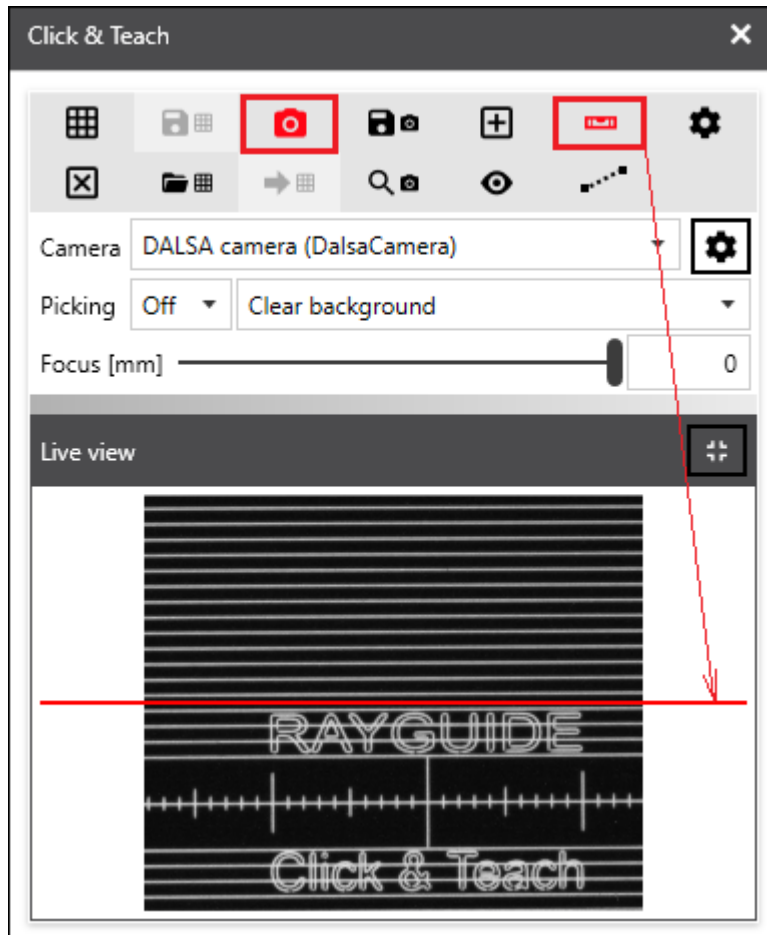 Click & Teach
Camera DALSA camera (DalsaCamera)
Picking Off Clear background
Focus [mm] 0
Live view
RAYGUIDE
Click & Teach